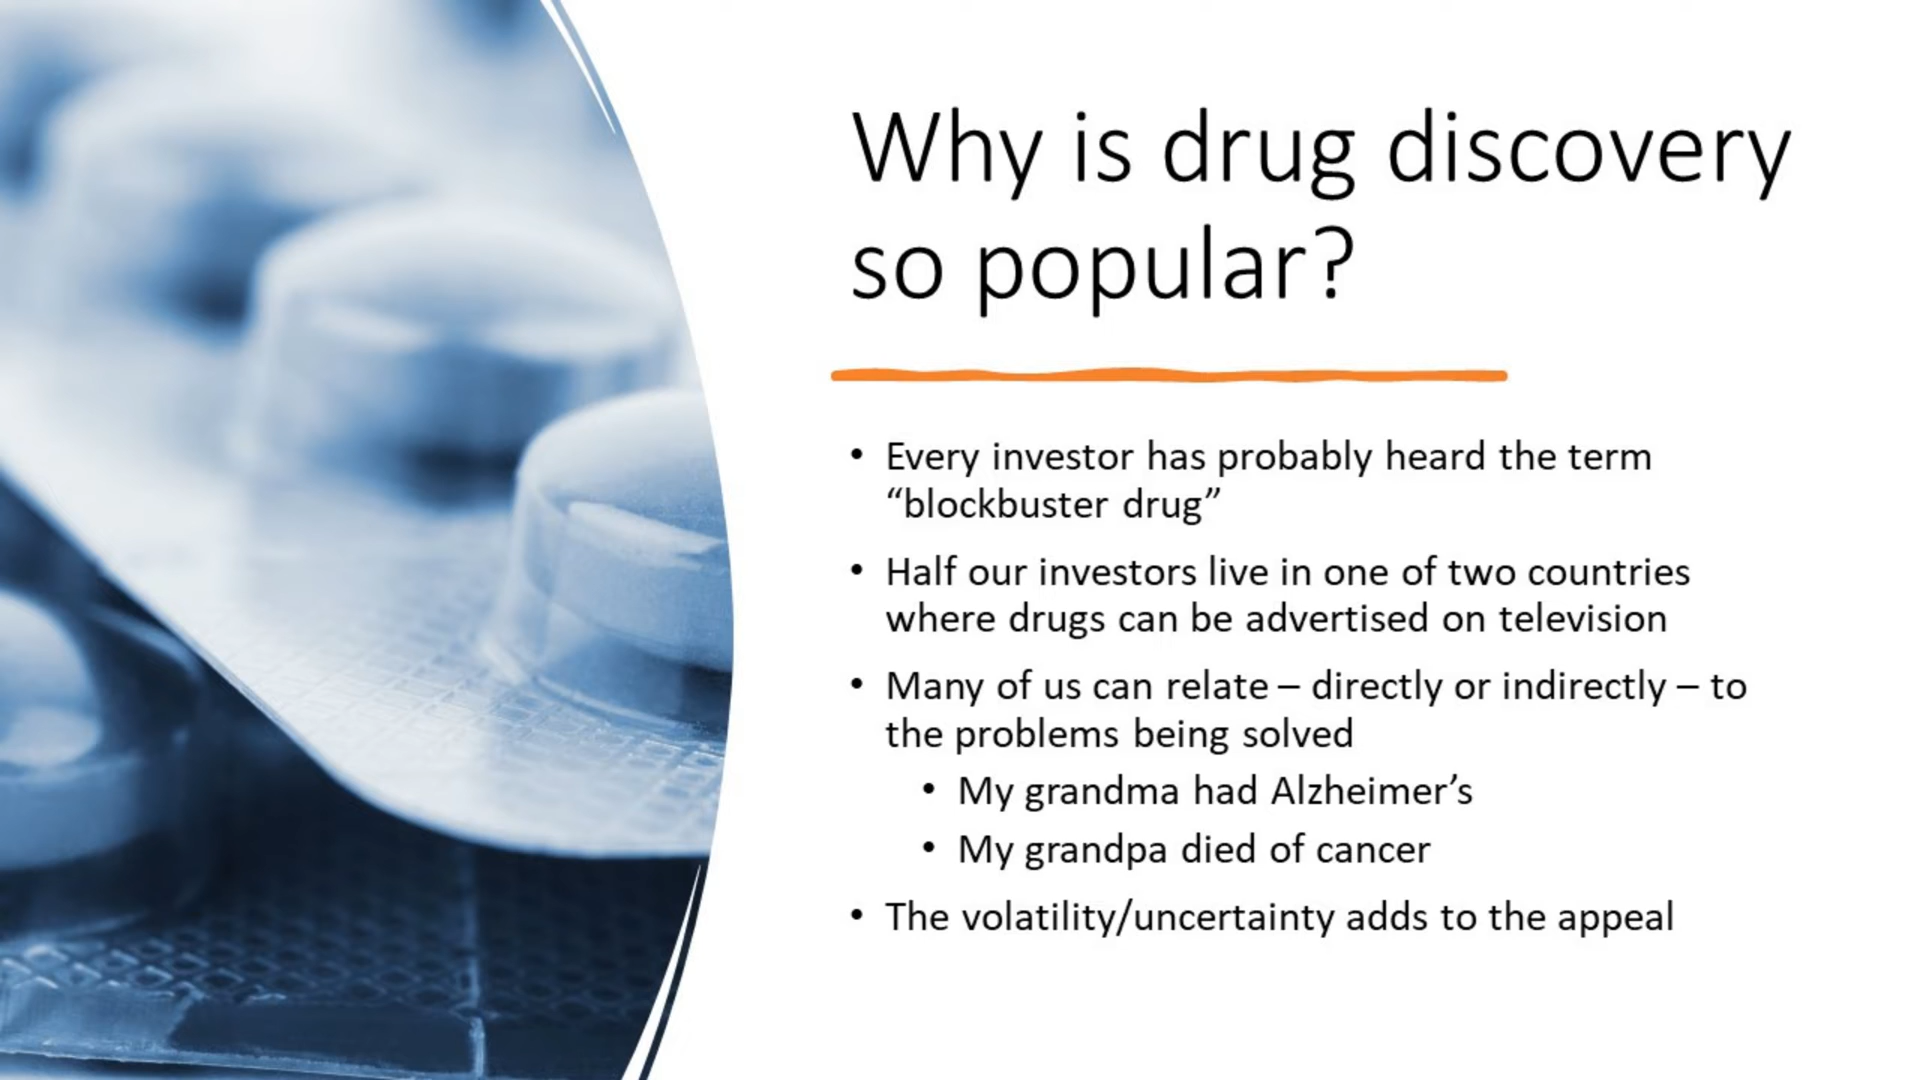 Why is drug discovery
so popular?
• Every investor has probably heard the term
“blockbuster drug”
• Half our investors live in one of two countries
where drugs can be advertised on television
• Many of us can relate – directly or indirectly – to
the problems being solved
• My grandma had Alzheimer’s
• My grandpa died of cancer
• The volatility/uncertainty adds to the appeal